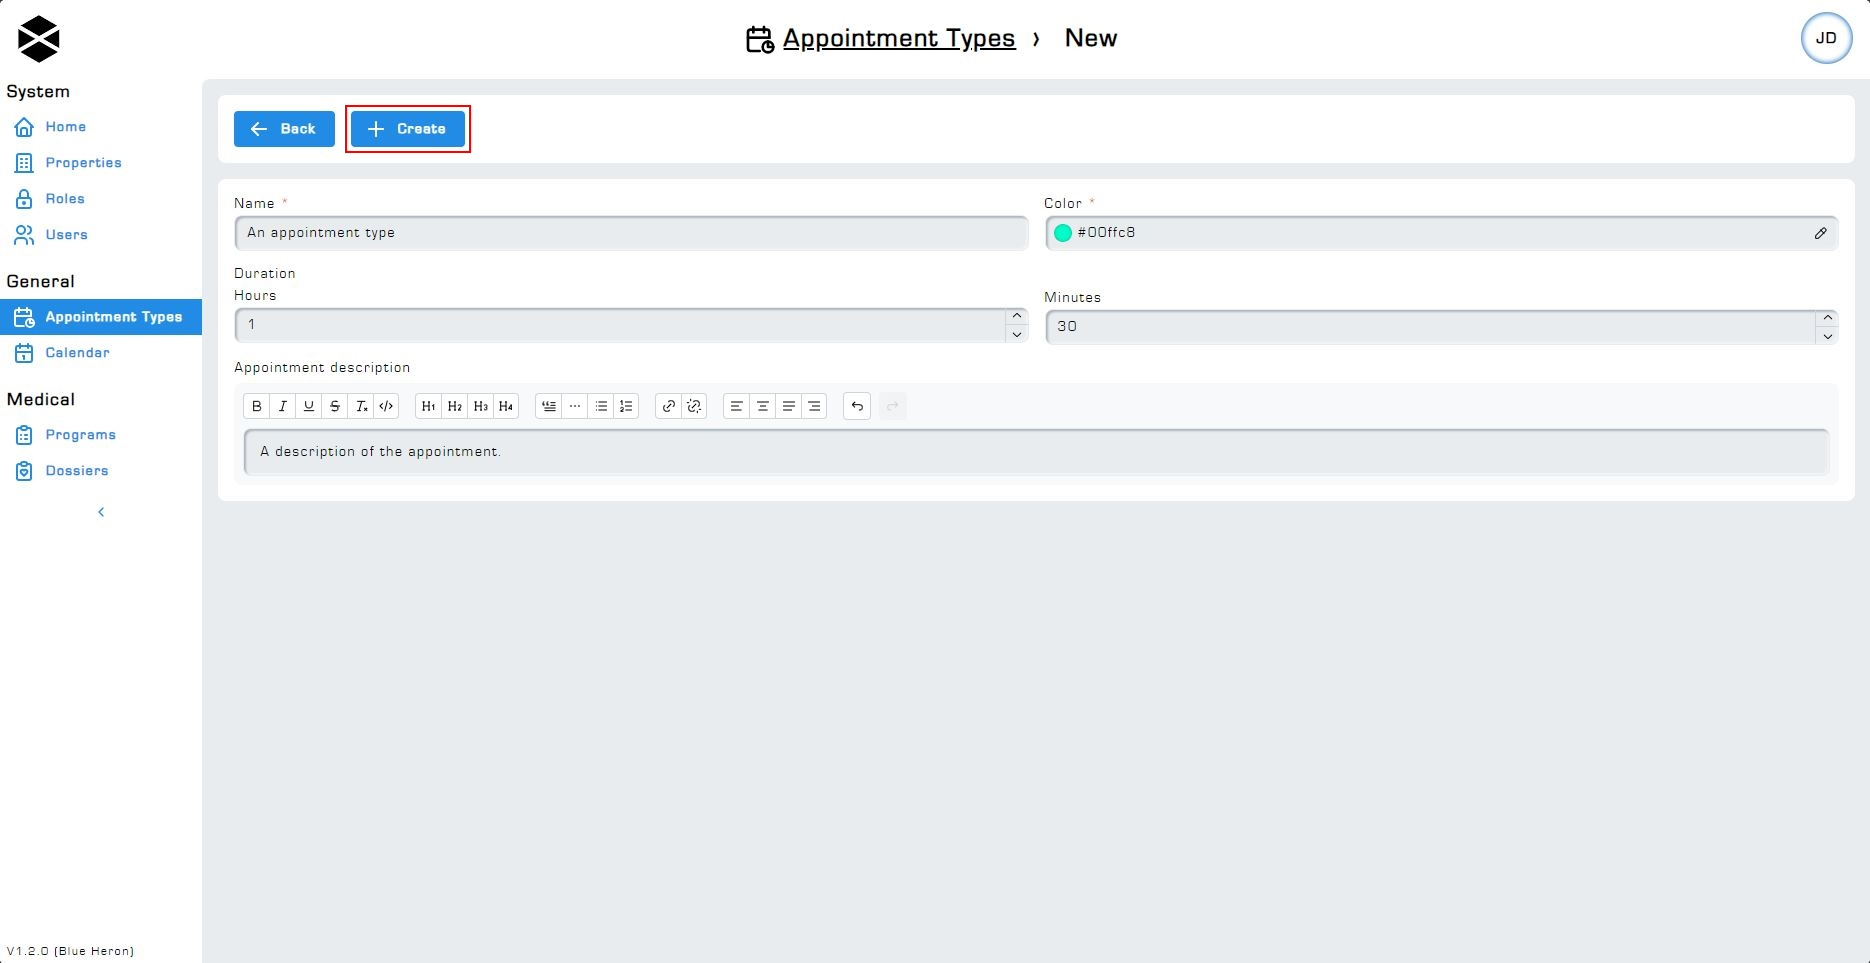 Appointment Types › New
JD
System
Home
Properties
Roles
Users
General
Appointment Types
Calendar
Medical
Programs
Dossiers
V1.2.0 (Blue Heron)
Back
Create
Name *
An appointment type
Color *
#00ffc8
Duration
Hours
1
Minutes
30
Appointment description
B I U S Tx </> H1 H2 H3 H4
A description of the appointment.